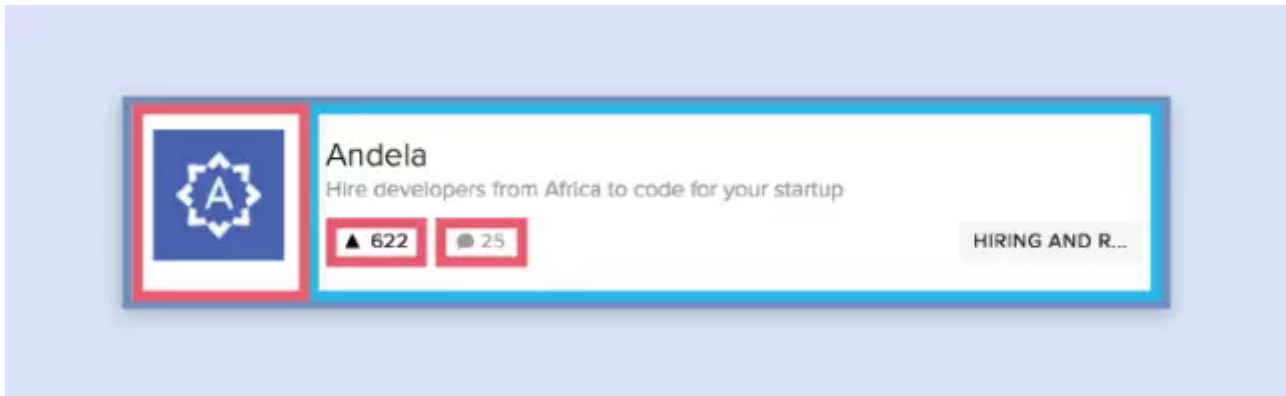 A
Andela
Hire developers from Africa to code for your startup
▲ 622
25
HIRING AND R...